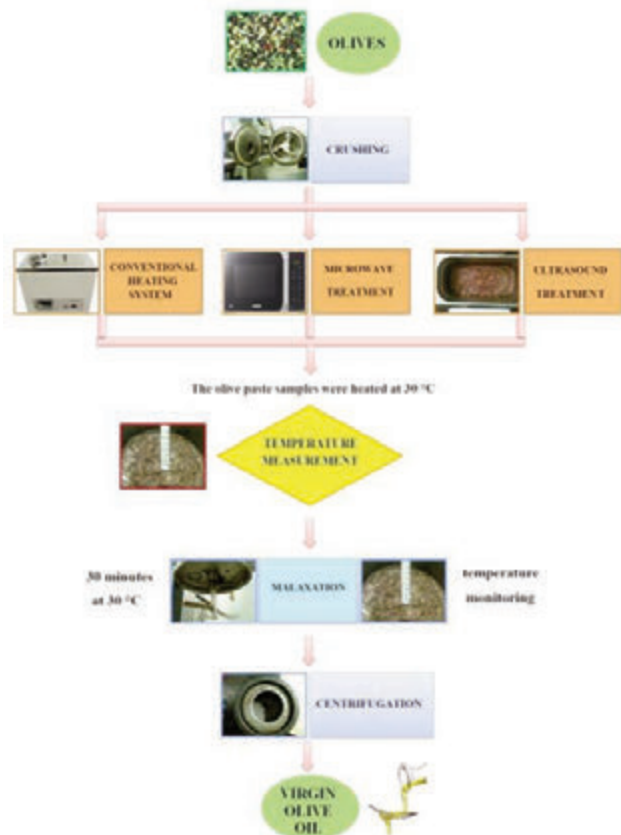 OLIVES
CRUSHING
CONVENTIONAL
HEATING
SYSTEM
MICROWAVE
TREATMENT
ULTRASOUND
TREATMENT
The olive paste samples were heated at 30 °C
TEMPERATURE
MEASUREMENT
30 minutes
at 30 °C
MALAXATION
temperature
monitoring
CENTRIFUGATION
VIRGIN
OLIVE
OIL